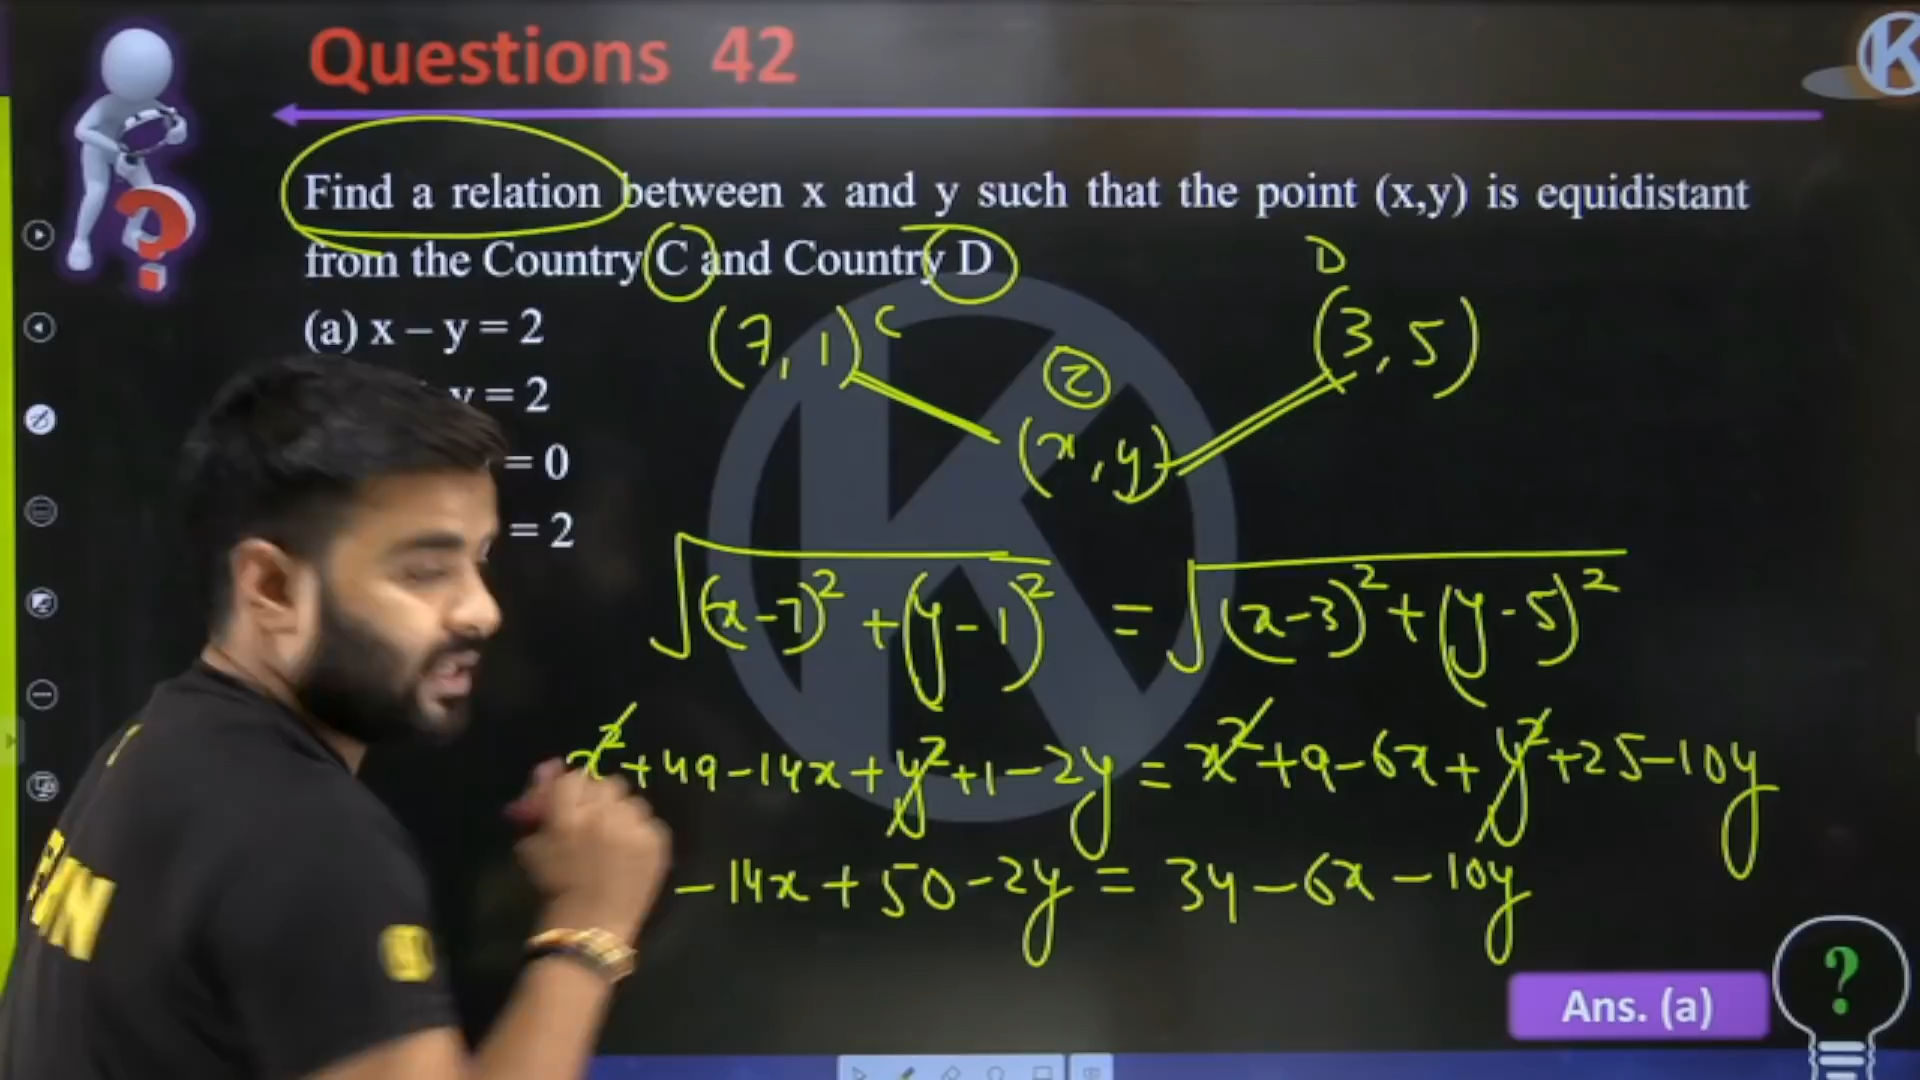 Questions 42
Find a relation between x and y such that the point (x,y) is equidistant
from the Country C and Country D
D
(a) x – y = 2
(7, 1) C
(3, 5)
y = 2
2
(x, y)
= 0
= 2
√(x-7)² + (y-1)² = √(x-3)² + (y-5)²
x² + 49 - 14x + y² + 1 - 2y = x² + 9 - 6x + y² + 25 - 10y
- 14x + 50 - 2y = 34 - 6x - 10y
Ans. (a)
?
K